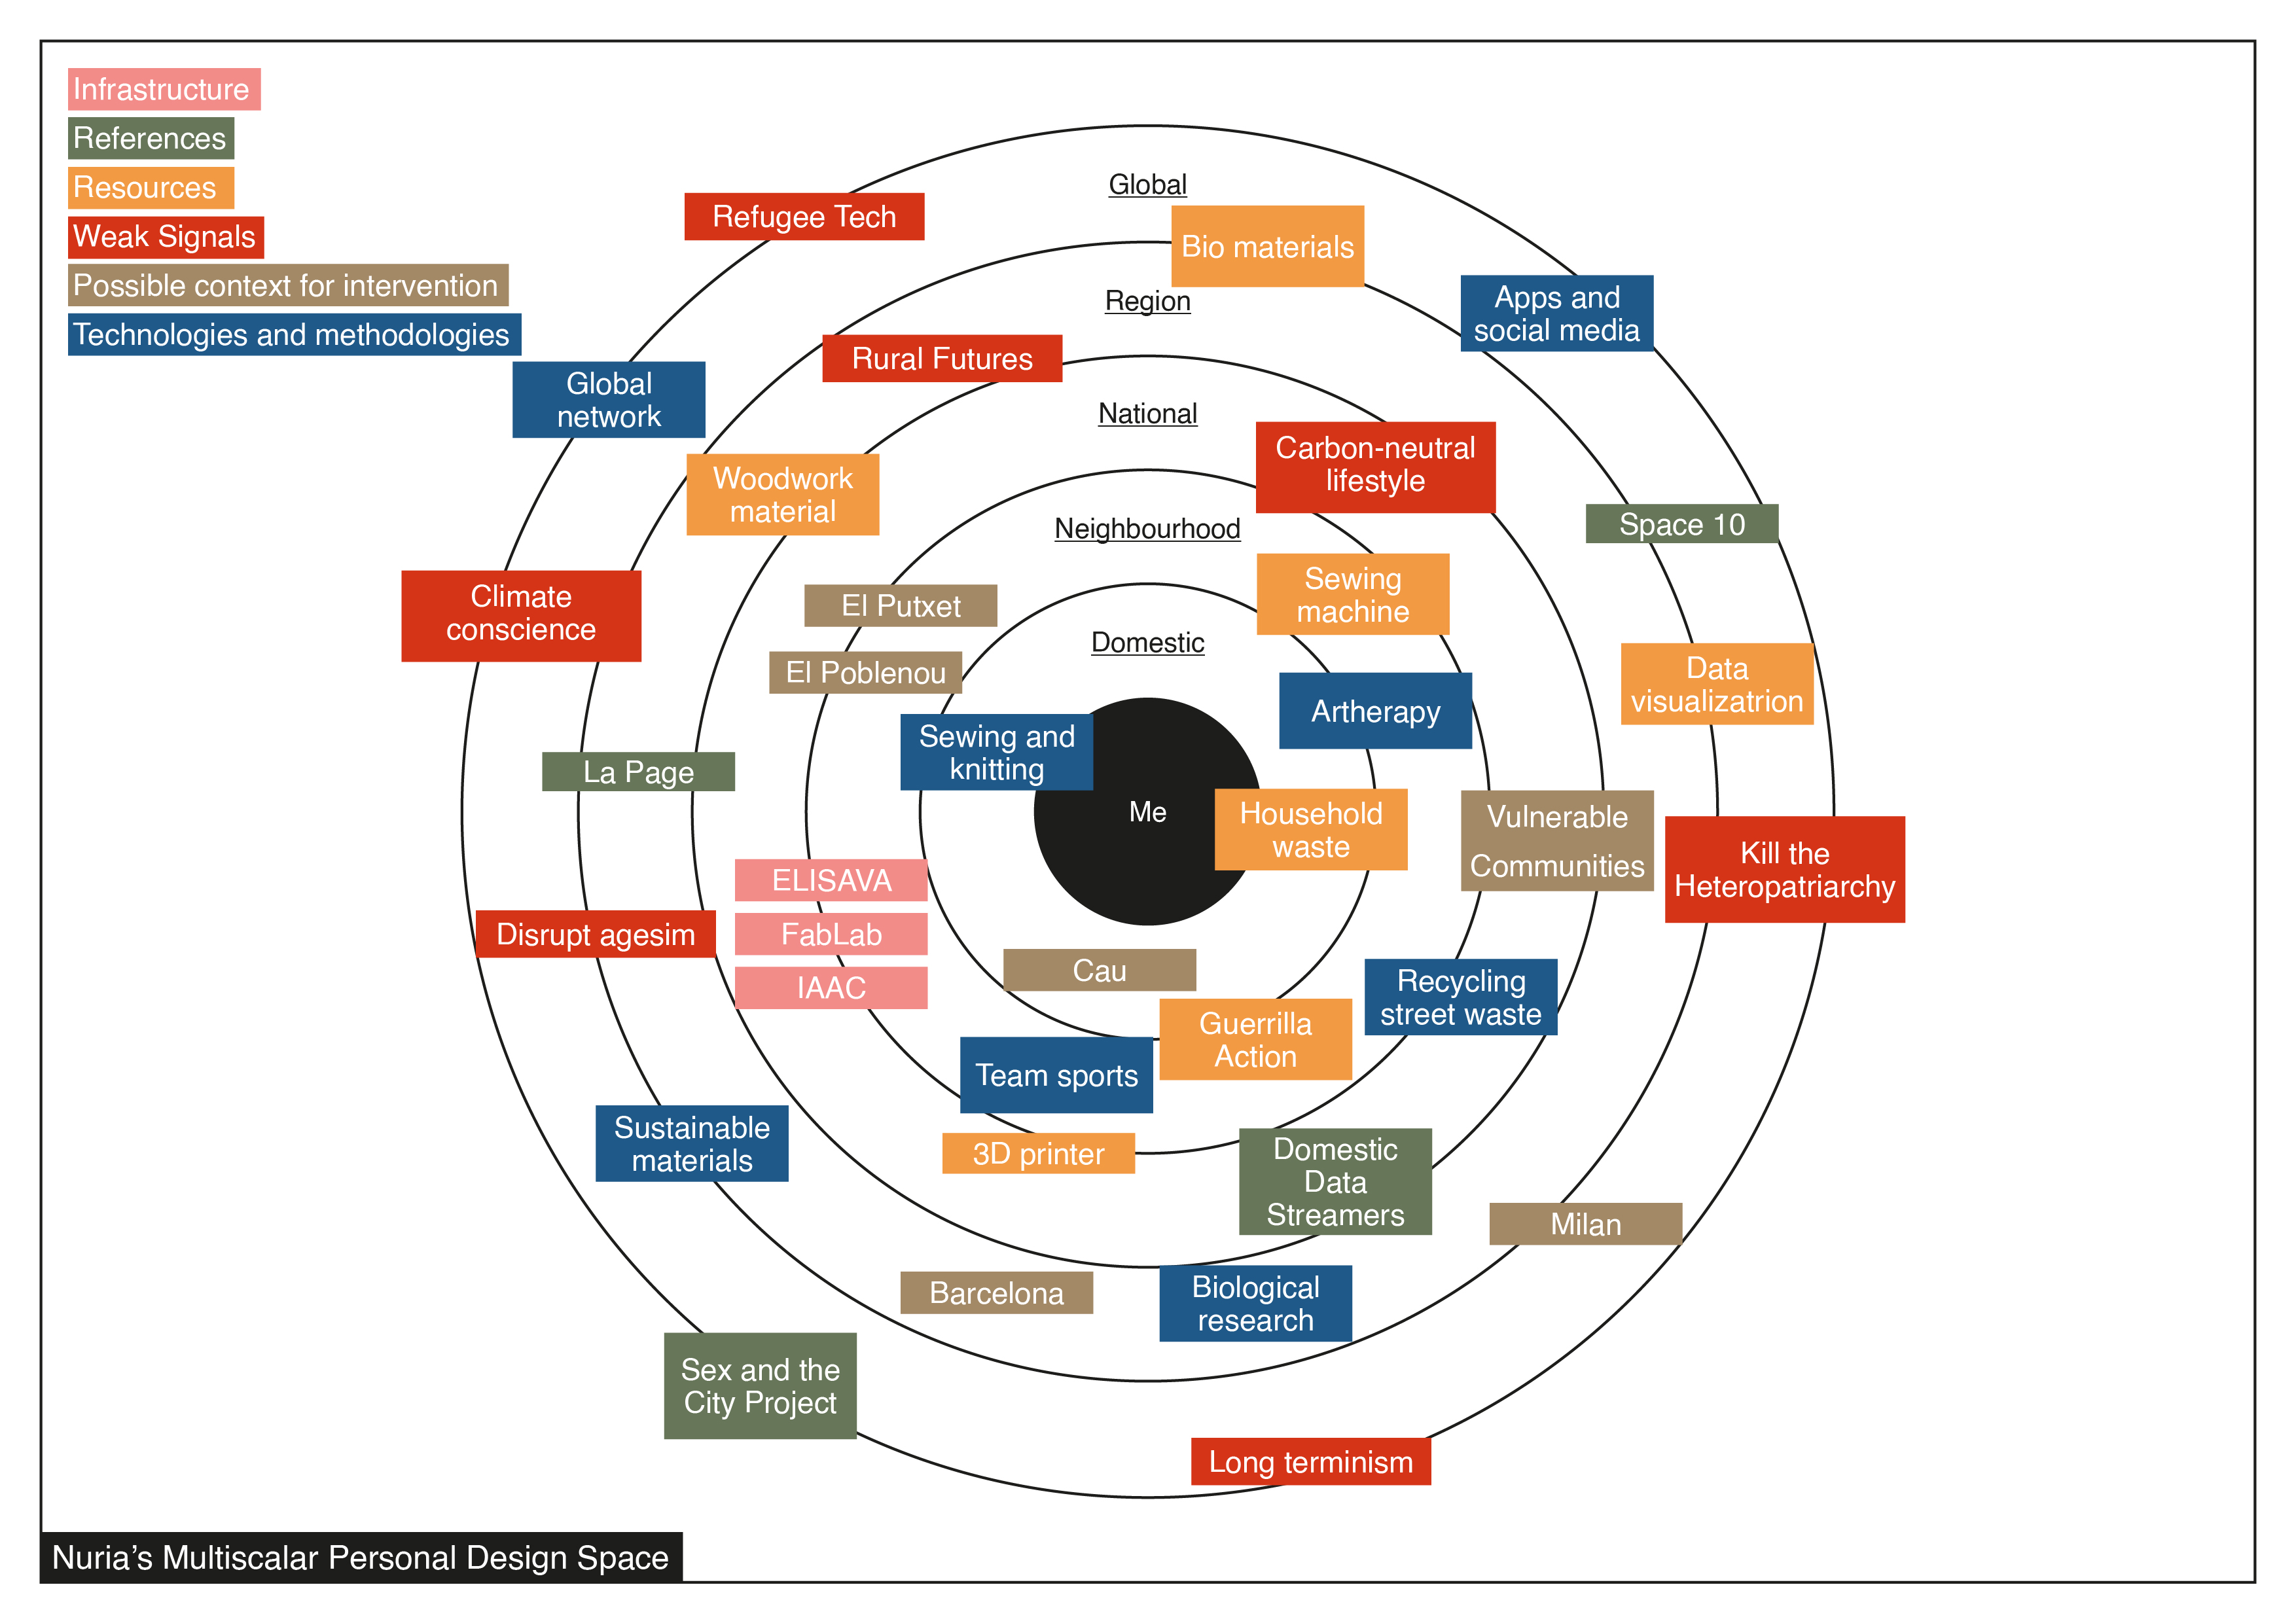 Infrastructure
References
Resources
Weak Signals
Possible context for intervention
Technologies and methodologies
Global
Refugee Tech
Bio materials
Region
Apps and
social media
Rural Futures
Global
network
National
Carbon-neutral
lifestyle
Woodwork
material
Neighbourhood
Space 10
Sewing
machine
El Putxet
Climate
conscience
Domestic
El Poblenou
Data
visualizatrion
Artherapy
Sewing and
knitting
La Page
Me
Household
waste
Vulnerable
Communities
Kill the
Heteropatriarchy
ELISAVA
Disrupt agesim
FabLab
Cau
IAAC
Recycling
street waste
Guerrilla
Action
Team sports
Sustainable
materials
3D printer
Domestic
Data
Streamers
Milan
Barcelona
Biological
research
Sex and the
City Project
Long terminism
Nuria’s Multiscalar Personal Design Space